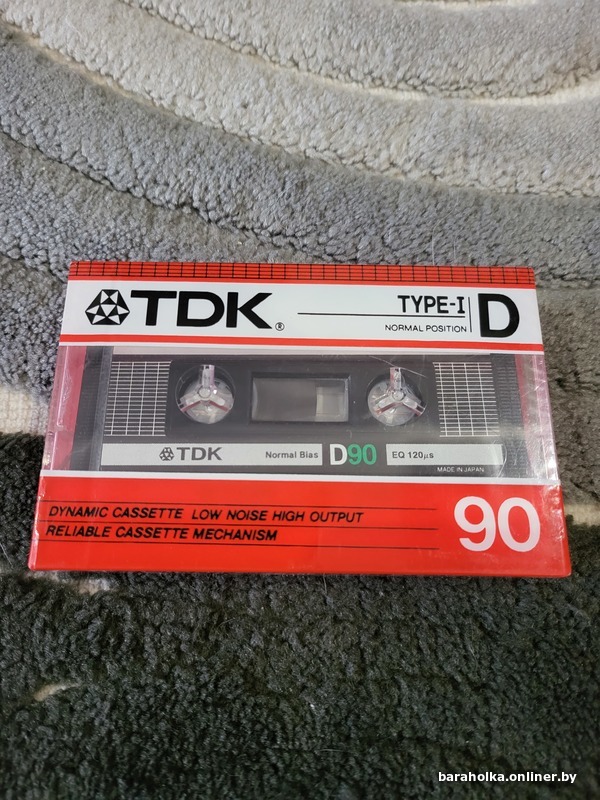 TDK® TYPE-I D
NORMAL POSITION
TDK Normal Bias D90 EQ 120μs
MADE IN JAPAN
DYNAMIC CASSETTE LOW NOISE HIGH OUTPUT
RELIABLE CASSETTE MECHANISM
90
baraholka.onliner.by